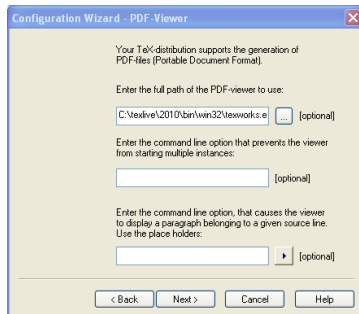 Configuration Wizard - PDF-Viewer
Your TeX-distribution supports the generation of
PDF-files (Portable Document Format).
Enter the full path of the PDF-viewer to use:
C:\texlive\2010\bin\win32\texworks.e ... [optional]
Enter the command line option that prevents the viewer
from starting multiple instances:
[optional]
Enter the command line option, that causes the viewer
to display a paragraph belonging to a given source line.
Use the place holders:
[optional]
< Back Next > Cancel Help